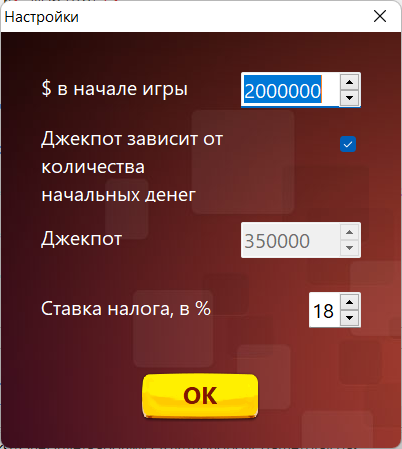 Настройки
$ в начале игры
2000000
Джекпот зависит от
количества
начальных денег
Джекпот
350000
Ставка налога, в %
18
OK